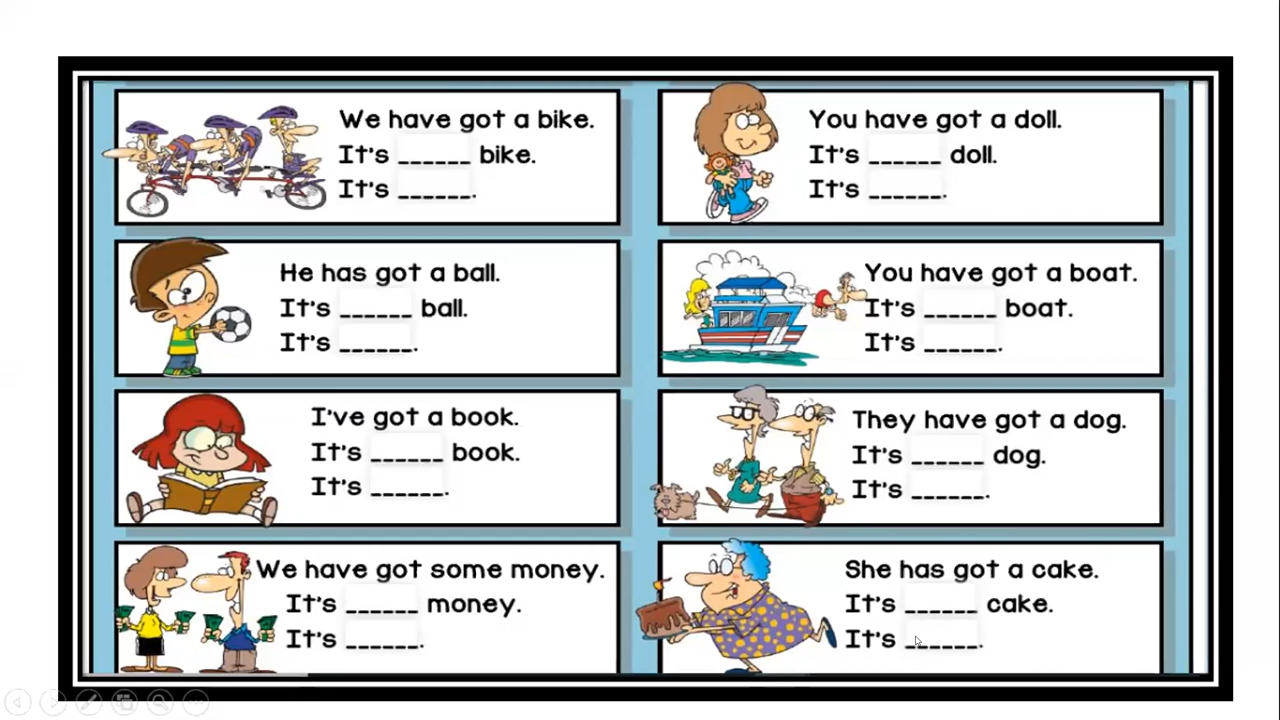 We have got a bike.
It's ______ bike.
It's ______.
You have got a doll.
It's ______ doll.
It's ______.
He has got a ball.
It's ______ ball.
It's ______.
You have got a boat.
It's ______ boat.
It's ______.
I've got a book.
It's ______ book.
It's ______.
They have got a dog.
It's ______ dog.
It's ______.
We have got some money.
It's ______ money.
It's ______.
She has got a cake.
It's ______ cake.
It's ______.